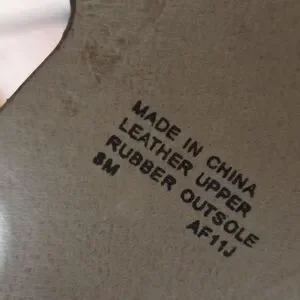 MADE IN CHINA
LEATHER UPPER
RUBBER OUTSOLE
8M AF11J